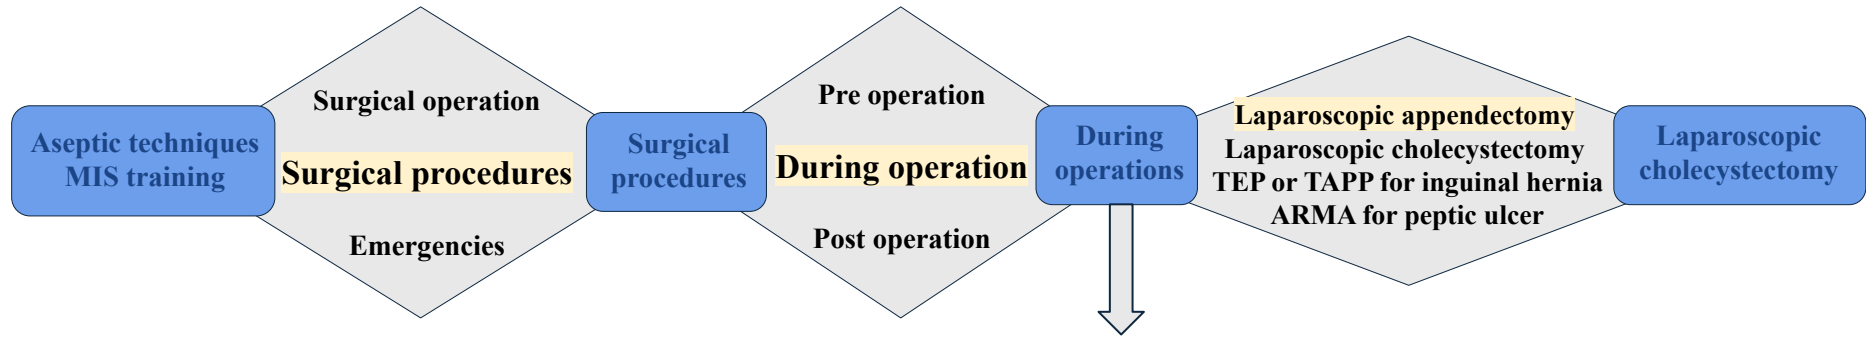 Aseptic techniques
MIS training
Surgical operation
Surgical procedures
Emergencies
Surgical
procedures
Pre operation
During operation
Post operation
During
operations
Laparoscopic appendectomy
Laparoscopic cholecystectomy
TEP or TAPP for inguinal hernia
ARMA for peptic ulcer
Laparoscopic
cholecystectomy